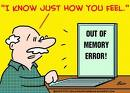 "I KNOW JUST HOW YOU FEEL."
OUT OF
MEMORY
ERROR!